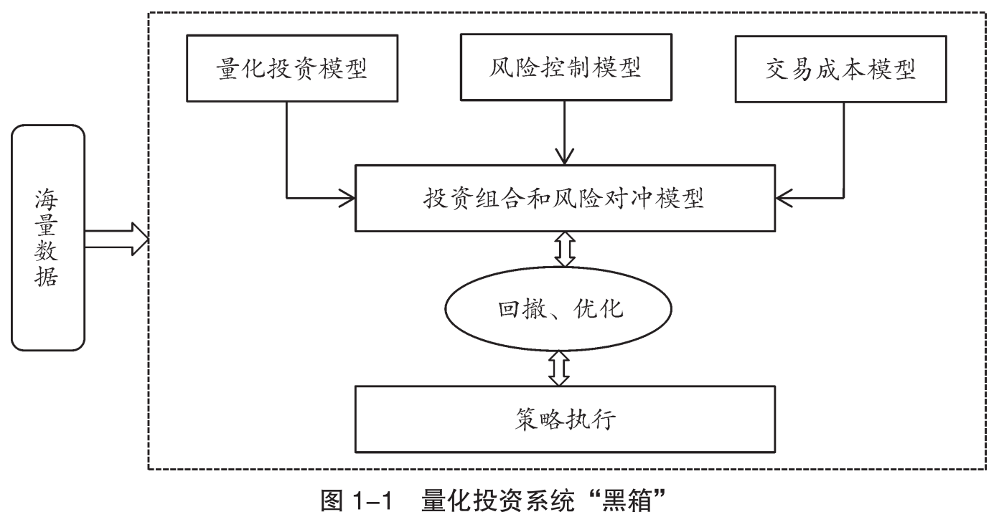 量化投资模型
风险控制模型
交易成本模型
海量数据
投资组合和风险对冲模型
回撤、优化
策略执行
图 1-1 量化投资系统“黑箱”